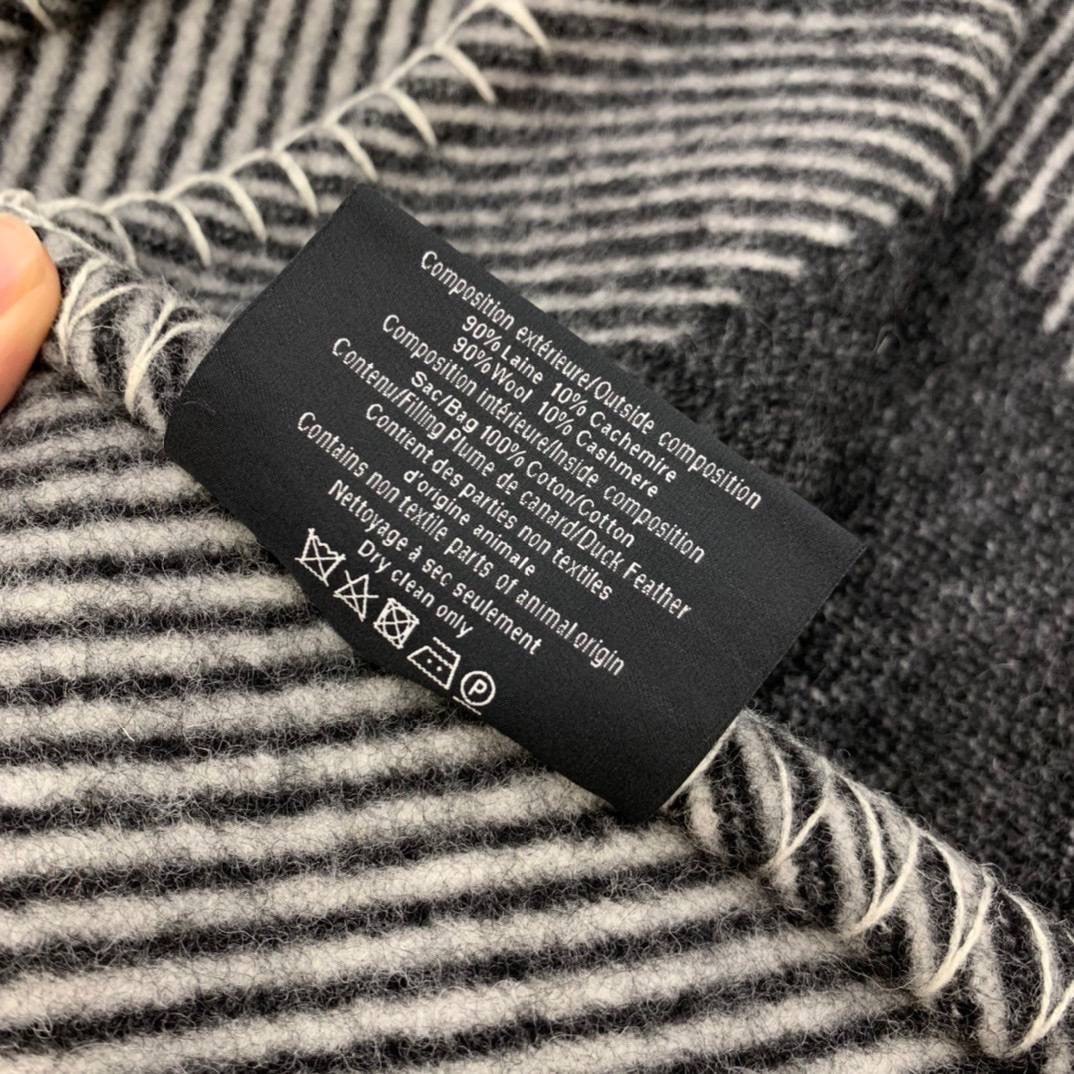 Composition extérieure/Outside composition
90% Laine 10% Cachemire
90% Wool 10% Cashmere
Composition intérieure/Inside composition
Sac/Bag 100% Coton/Cotton
Contenu/Filling Plume de canard/Duck Feather
Contient des parties non textiles
d'origine animale
Contains non textile parts of animal origin
Nettoyage à sec seulement
Dry clean only
P